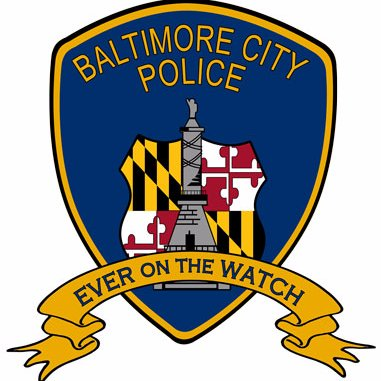 BALTIMORE CITY
POLICE
EVER ON THE WATCH